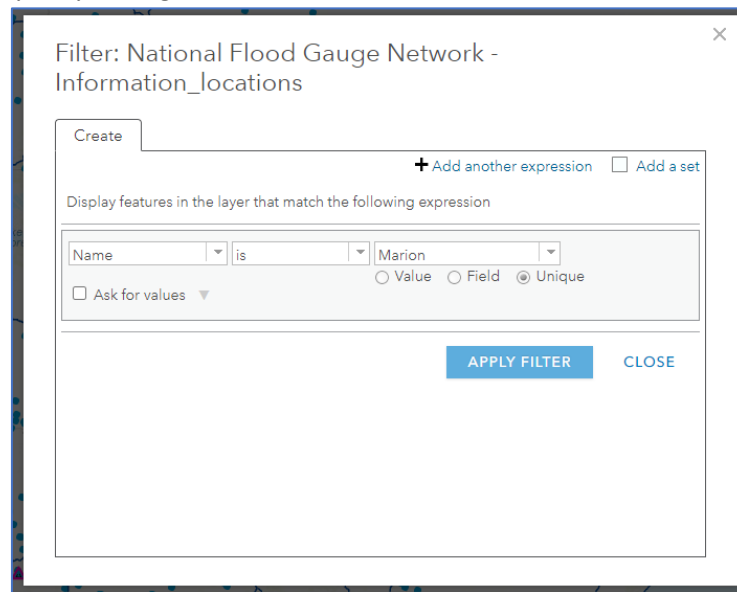 Filter: National Flood Gauge Network -
Information_locations
Create
+ Add another expression Add a set
Display features in the layer that match the following expression
Name is Marion
Value Field Unique
Ask for values
APPLY FILTER CLOSE